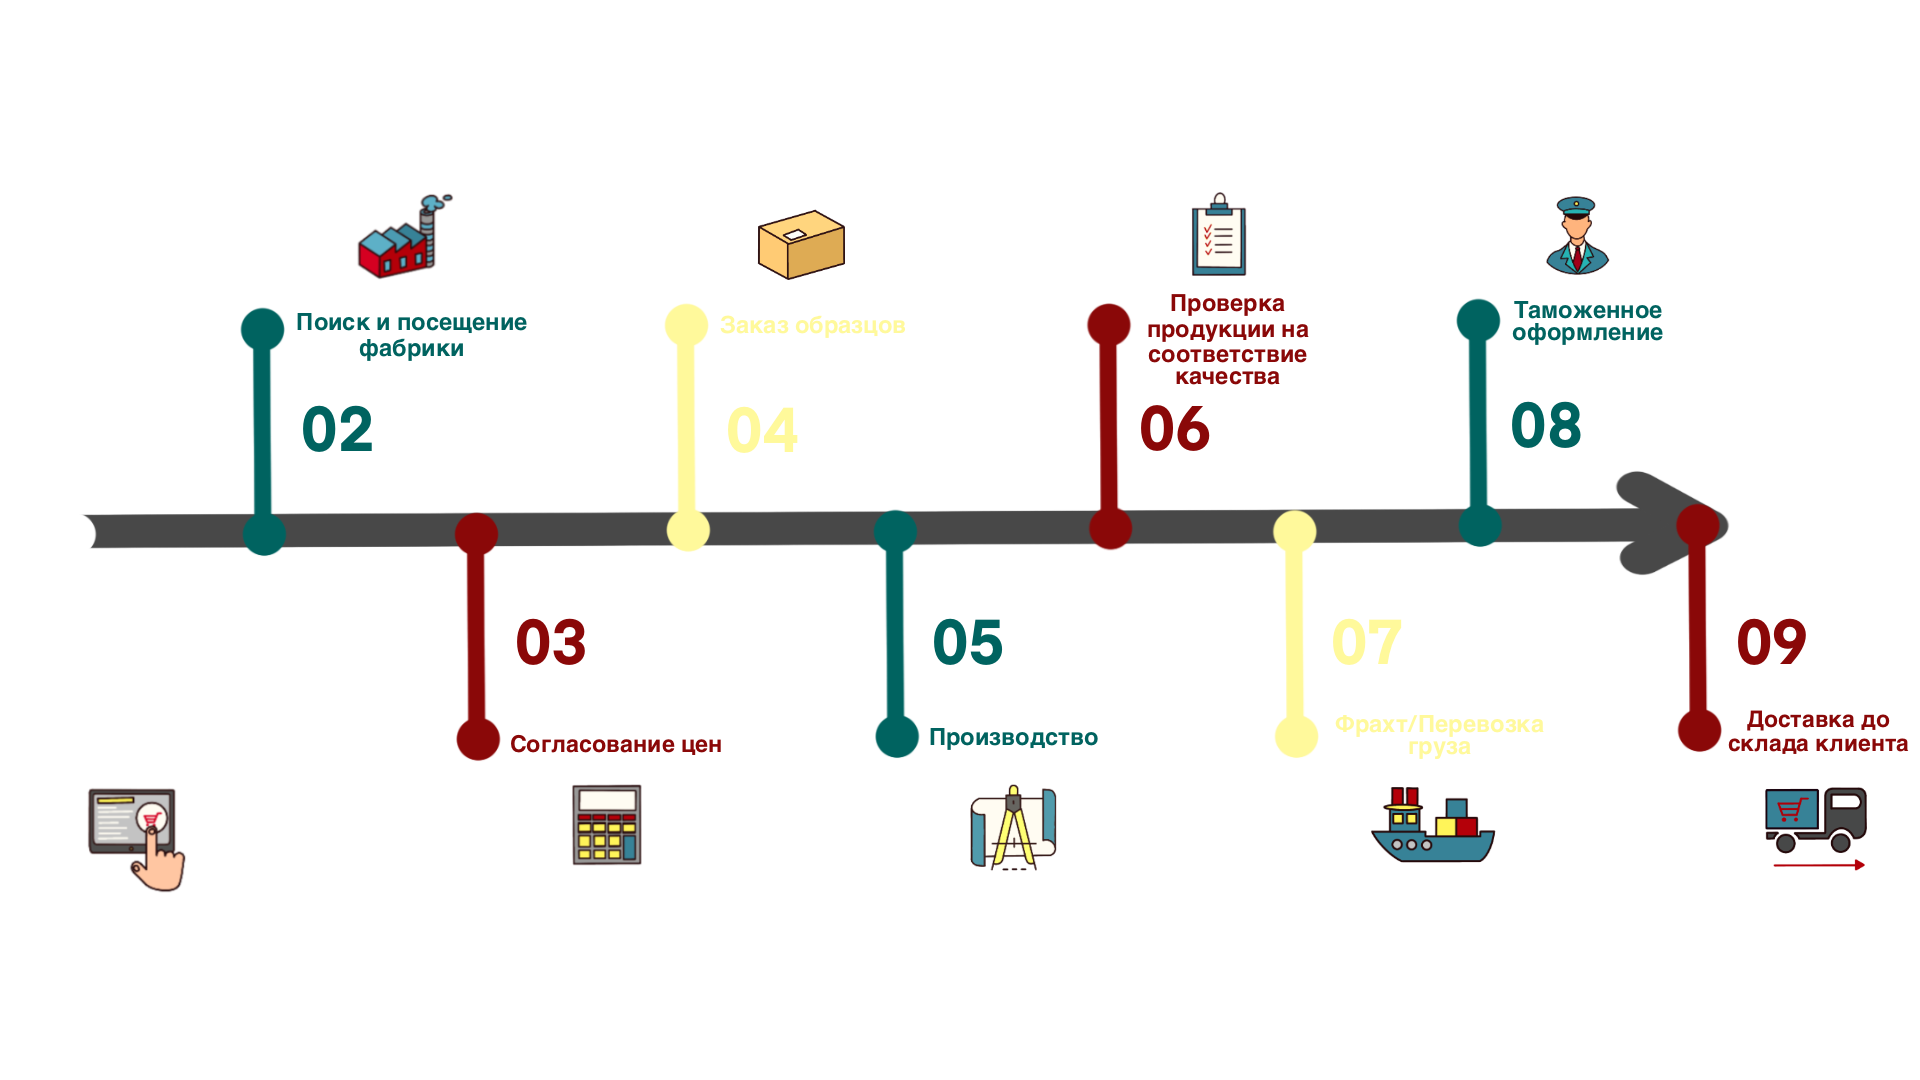 02
Поиск и посещение
фабрики
03
Согласование цен
04
Заказ образцов
05
Производство
06
Проверка
продукции на
соответствие
качества
07
Фрахт/Перевозка
груза
08
Таможенное
оформление
09
Доставка до
склада клиента